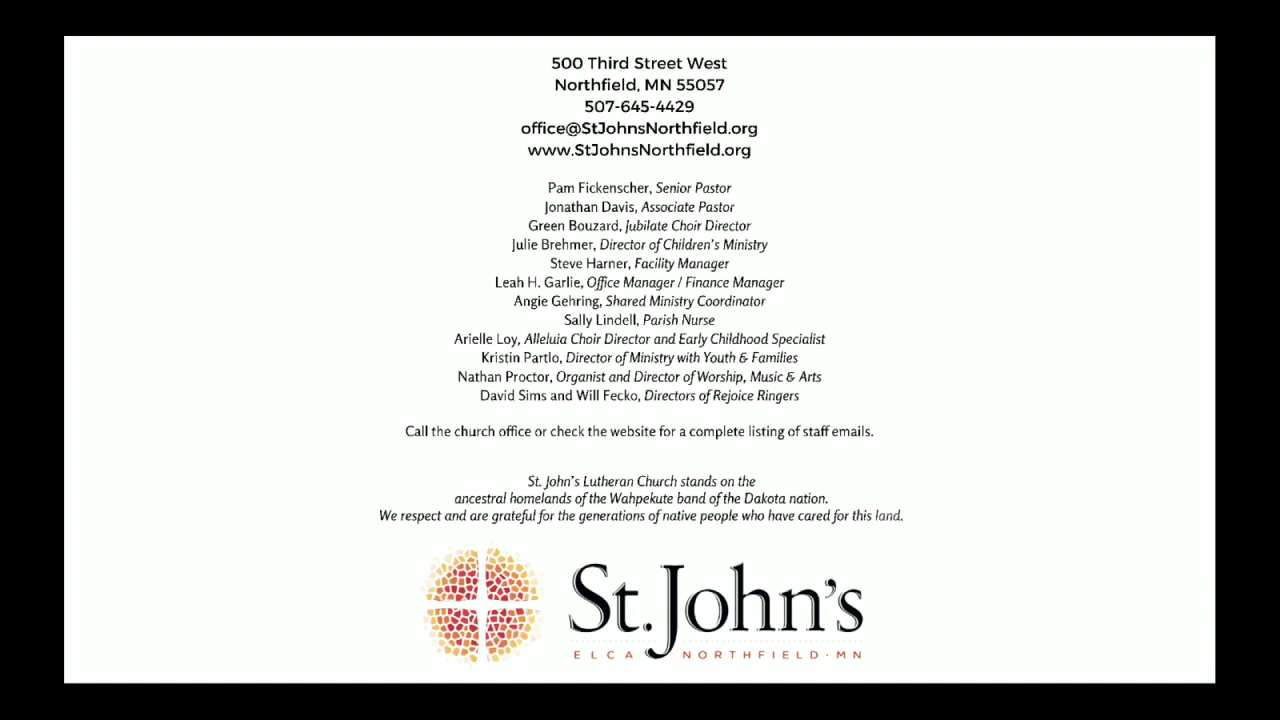 500 Third Street West
Northfield, MN 55057
507-645-4429
office@StJohnsNorthfield.org
www.StJohnsNorthfield.org
Pam Fickenscher, Senior Pastor
Jonathan Davis, Associate Pastor
Green Bouzard, Jubilate Choir Director
Julie Brehmer, Director of Children's Ministry
Steve Harner, Facility Manager
Leah H. Garlie, Office Manager / Finance Manager
Angie Gehring, Shared Ministry Coordinator
Sally Lindell, Parish Nurse
Arielle Loy, Alleluia Choir Director and Early Childhood Specialist
Kristin Partlo, Director of Ministry with Youth & Families
Nathan Proctor, Organist and Director of Worship, Music & Arts
David Sims and Will Fecko, Directors of Rejoice Ringers
Call the church office or check the website for a complete listing of staff emails.
St. John's Lutheran Church stands on the
ancestral homelands of the Wahpekute band of the Dakota nation.
We respect and are grateful for the generations of native people who have cared for this land.
St. John's
ELCA NORTHFIELD·MN